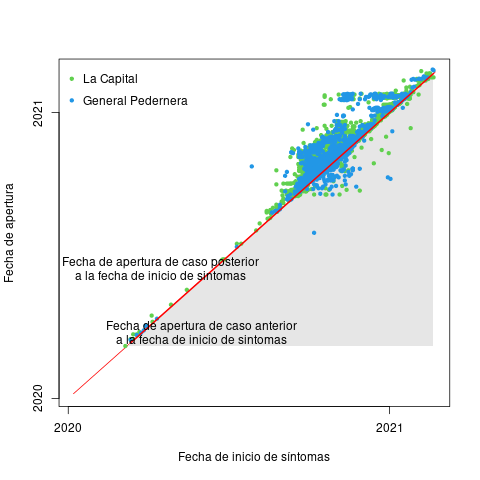 La Capital
General Pedernera
2021
Fecha de apertura
Fecha de apertura de caso posterior
a la fecha de inicio de síntomas
Fecha de apertura de caso anterior
a la fecha de inicio de síntomas
2020
2020
2021
Fecha de inicio de síntomas